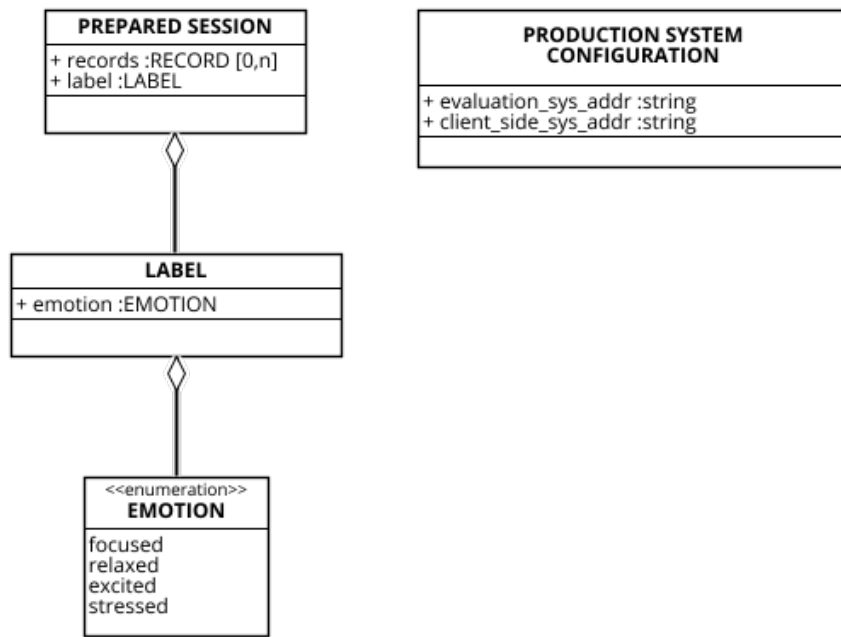 PREPARED SESSION
+ records :RECORD [0,n]
+ label :LABEL
PRODUCTION SYSTEM
CONFIGURATION
+ evaluation_sys_addr :string
+ client_side_sys_addr :string
LABEL
+ emotion :EMOTION
<<enumeration>>
EMOTION
focused
relaxed
excited
stressed